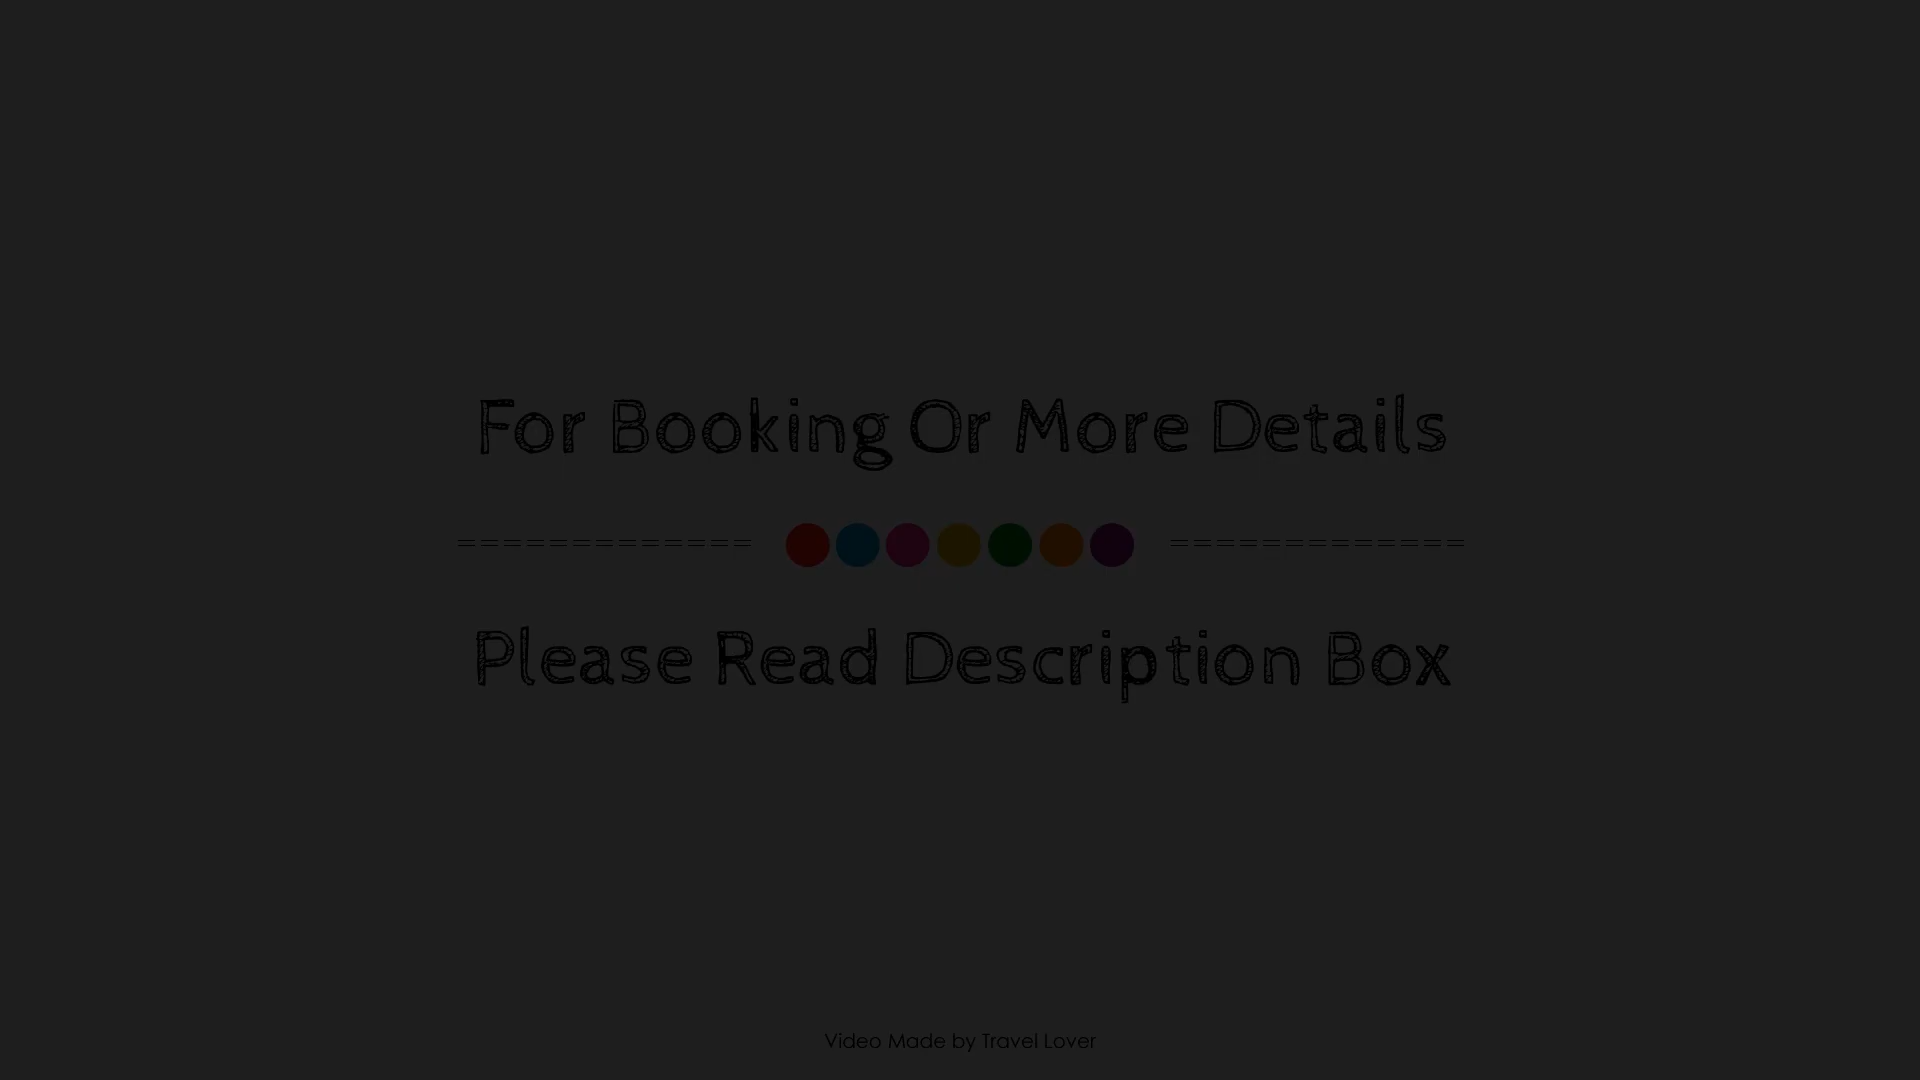 For Booking Or More Details
============= =============
Please Read Description Box
Video Made by Travel Lover